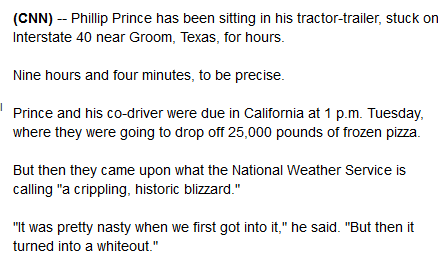 (CNN) -- Phillip Prince has been sitting in his tractor-trailer, stuck on
Interstate 40 near Groom, Texas, for hours.
Nine hours and four minutes, to be precise.
Prince and his co-driver were due in California at 1 p.m. Tuesday,
where they were going to drop off 25,000 pounds of frozen pizza.
But then they came upon what the National Weather Service is
calling "a crippling, historic blizzard."
"It was pretty nasty when we first got into it," he said. "But then it
turned into a whiteout."